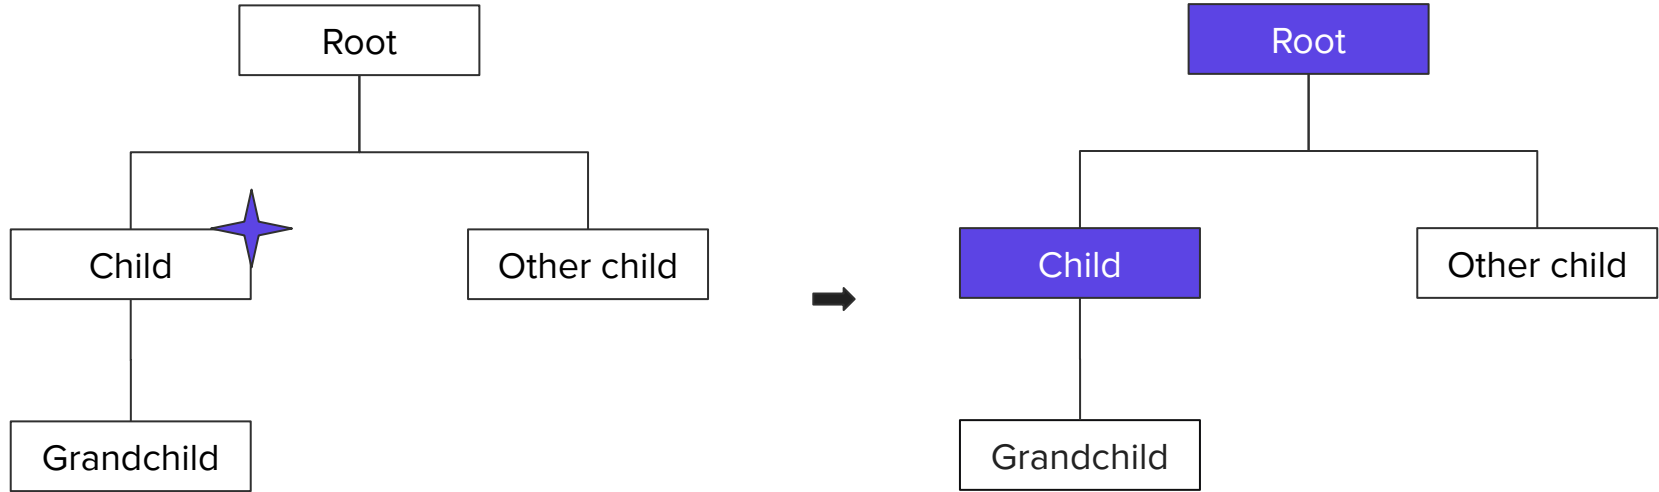 Root
Child
Other child
Grandchild
Root
Child
Other child
Grandchild